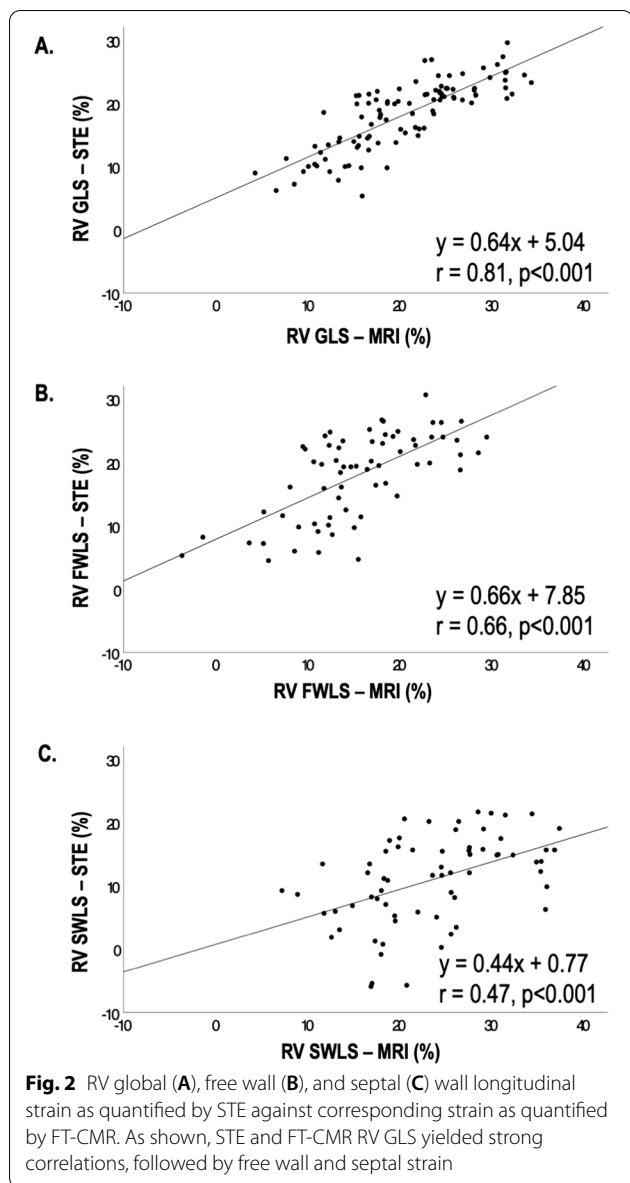 A.
30
20
10
0
-10
RV GLS – STE (%)
y = 0.64x + 5.04
r = 0.81, p<0.001
-10 0 10 20 30 40
RV GLS – MRI (%)
B.
30
20
10
0
-10
RV FWLS – STE (%)
y = 0.66x + 7.85
r = 0.66, p<0.001
-10 0 10 20 30 40
RV FWLS – MRI (%)
C.
30
20
10
0
-10
RV SWLS – STE (%)
y = 0.44x + 0.77
r = 0.47, p<0.001
-10 0 10 20 30 40
RV SWLS – MRI (%)
Fig. 2 RV global (A), free wall (B), and septal (C) wall longitudinal
strain as quantified by STE against corresponding strain as quantified
by FT-CMR. As shown, STE and FT-CMR RV GLS yielded strong
correlations, followed by free wall and septal strain